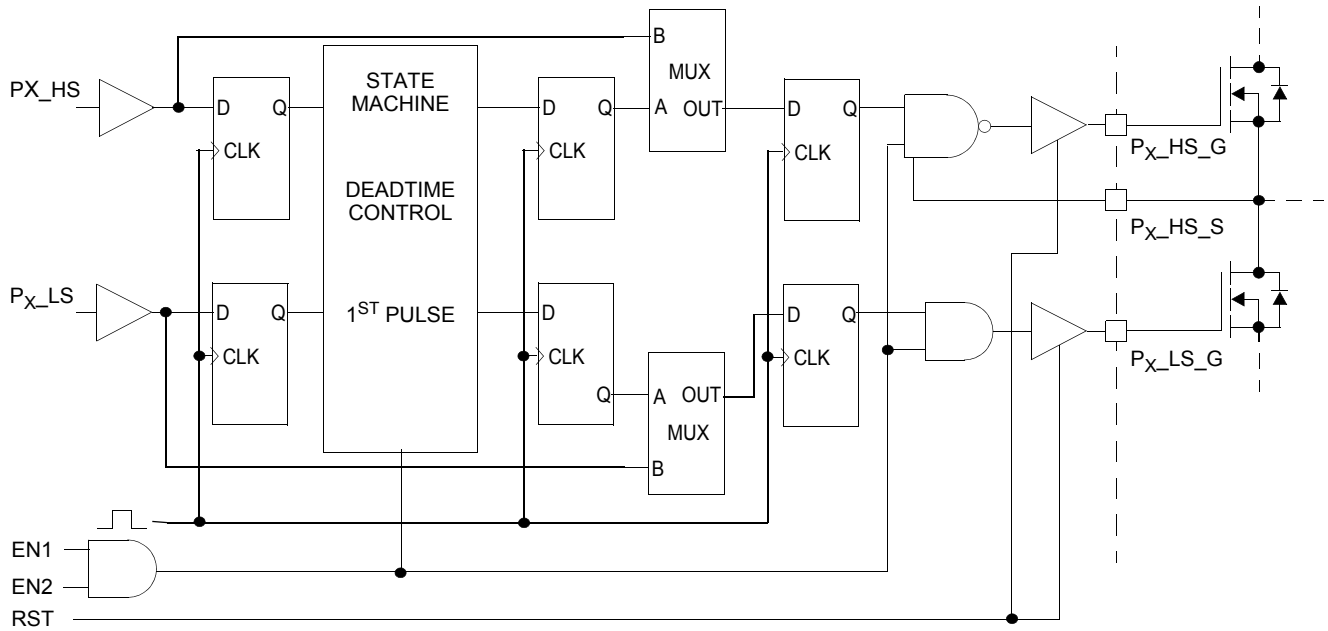 B
MUX
A
OUT
PX_HS
D
Q
CLK
STATE
MACHINE
DEADTIME
CONTROL
1ST PULSE
D
Q
CLK
D
Q
CLK
PX_HS_G
PX_HS_S
PX_LS
D
Q
CLK
D
CLK
Q
A
OUT
MUX
B
D
Q
CLK
PX_LS_G
EN1
EN2
RST